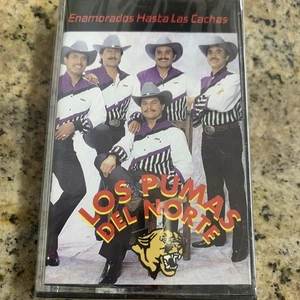 Enamorados Hasta Las Cachas
LOS PUMAS
DEL NORTE